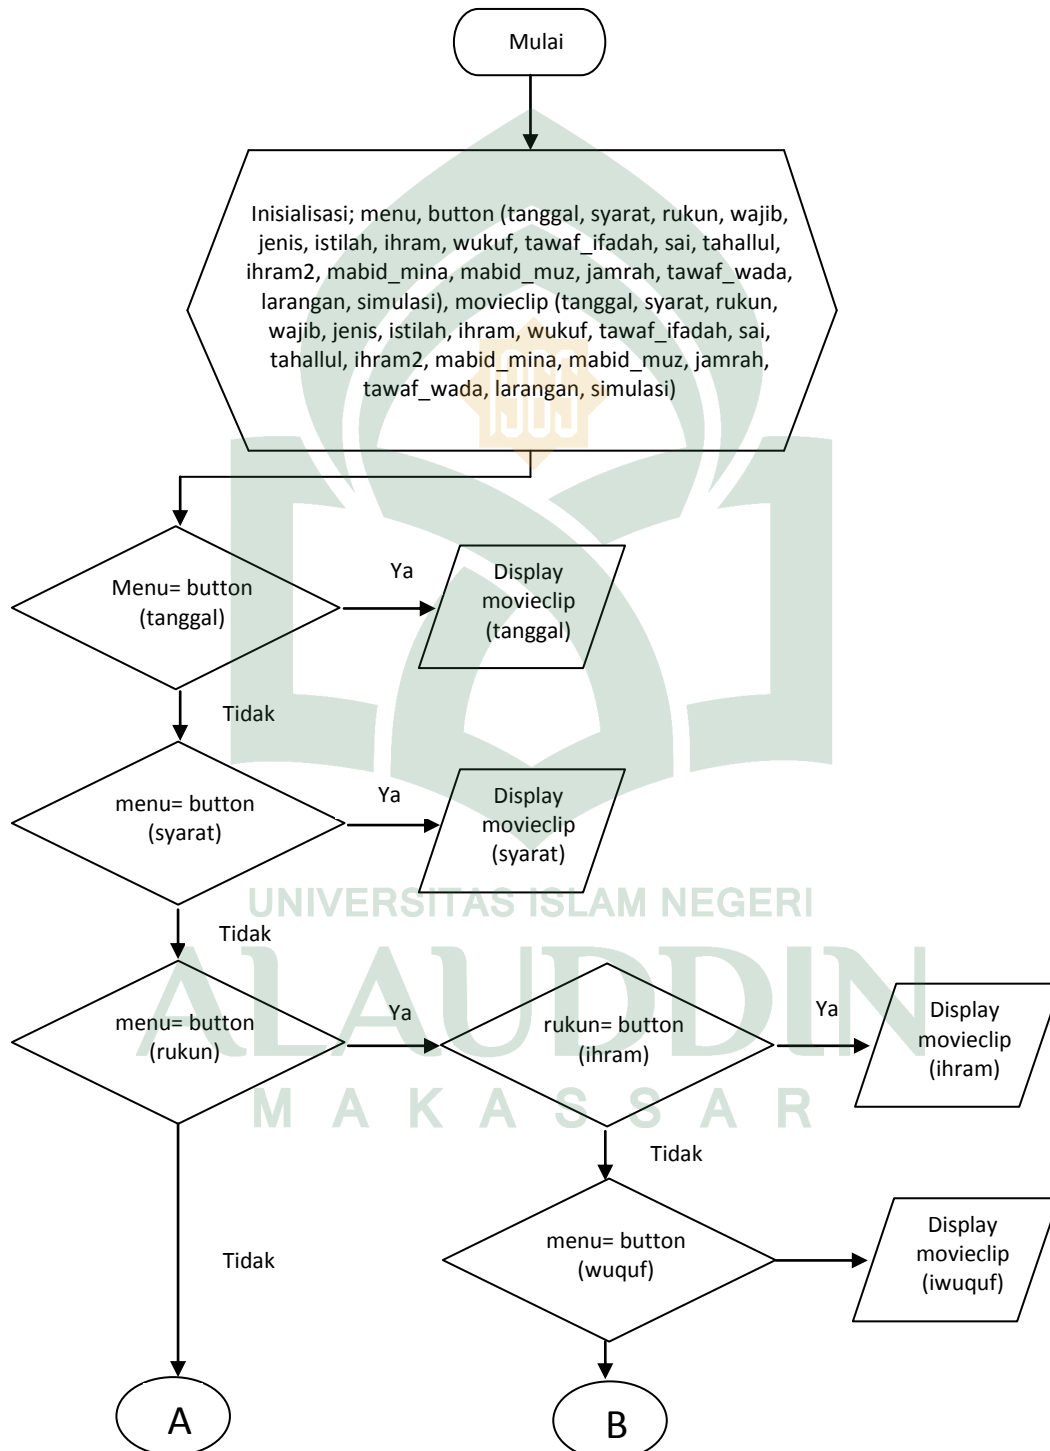 Mulai
Inisialisasi; menu, button (tanggal, syarat, rukun, wajib,
jenis, istilah, ihram, wukuf, tawaf_ifadah, sai, tahallul,
ihram2, mabid_mina, mabid_muz, jamrah, tawaf_wada,
larangan, simulasi), movieclip (tanggal, syarat, rukun,
wajib, jenis, istilah, ihram, wukuf, tawaf_ifadah, sai,
tahallul, ihram2, mabid_mina, mabid_muz, jamrah,
tawaf_wada, larangan, simulasi)
1965
Menu= button
(tanggal)
Ya
Display
movieclip
(tanggal)
Tidak
menu= button
(syarat)
Ya
Display
movieclip
(syarat)
UNIVERSITAS ISLAM NEGERI
Tidak
ALAUDDIN
menu= button
(rukun)
Ya
rukun= button
(ihram)
Ya
Display
movieclip
(ihram)
MAKASSAR
Tidak
menu= button
(wuquf)
Display
movieclip
(iwuquf)
Tidak
A
B